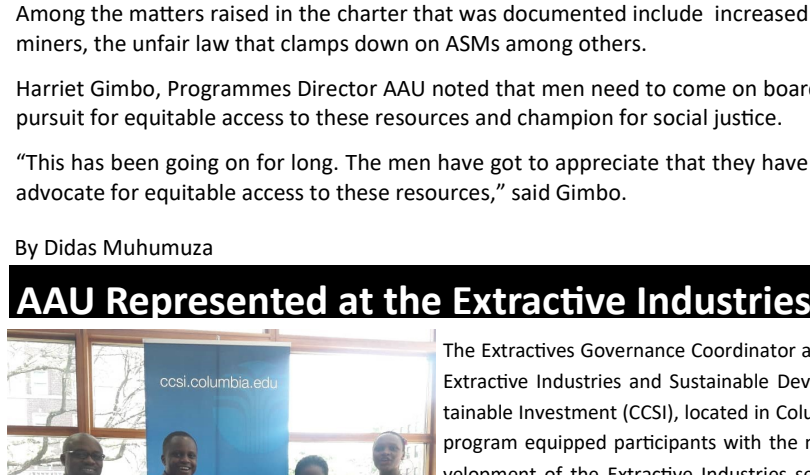 Among the matters raised in the charter that was documented include increased
miners, the unfair law that clamps down on ASMs among others.
Harriet Gimbo, Programmes Director AAU noted that men need to come on boar
pursuit for equitable access to these resources and champion for social justice.
“This has been going on for long. The men have got to appreciate that they have
advocate for equitable access to these resources,” said Gimbo.
By Didas Muhumuza
AAU Represented at the Extractive Industries
ccsi.columbia.edu
The Extractives Governance Coordinator a
Extractive Industries and Sustainable Dev
tainable Investment (CCSI), located in Colu
program equipped participants with the
velopment of the Extractive Industries se